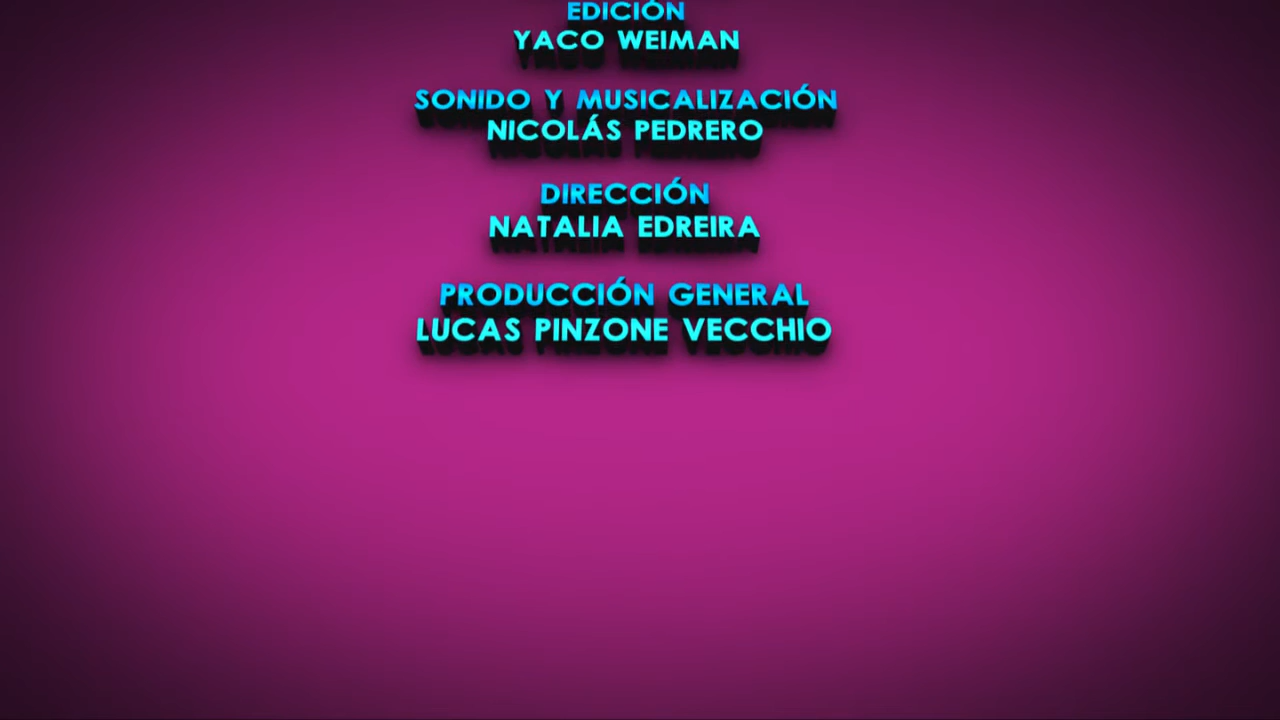 EDICIÓN
YACO WEIMAN
SONIDO Y MUSICALIZACIÓN
NICOLÁS PEDRERO
DIRECCIÓN
NATALIA EDREIRA
PRODUCCIÓN GENERAL
LUCAS PINZONE VECCHIO